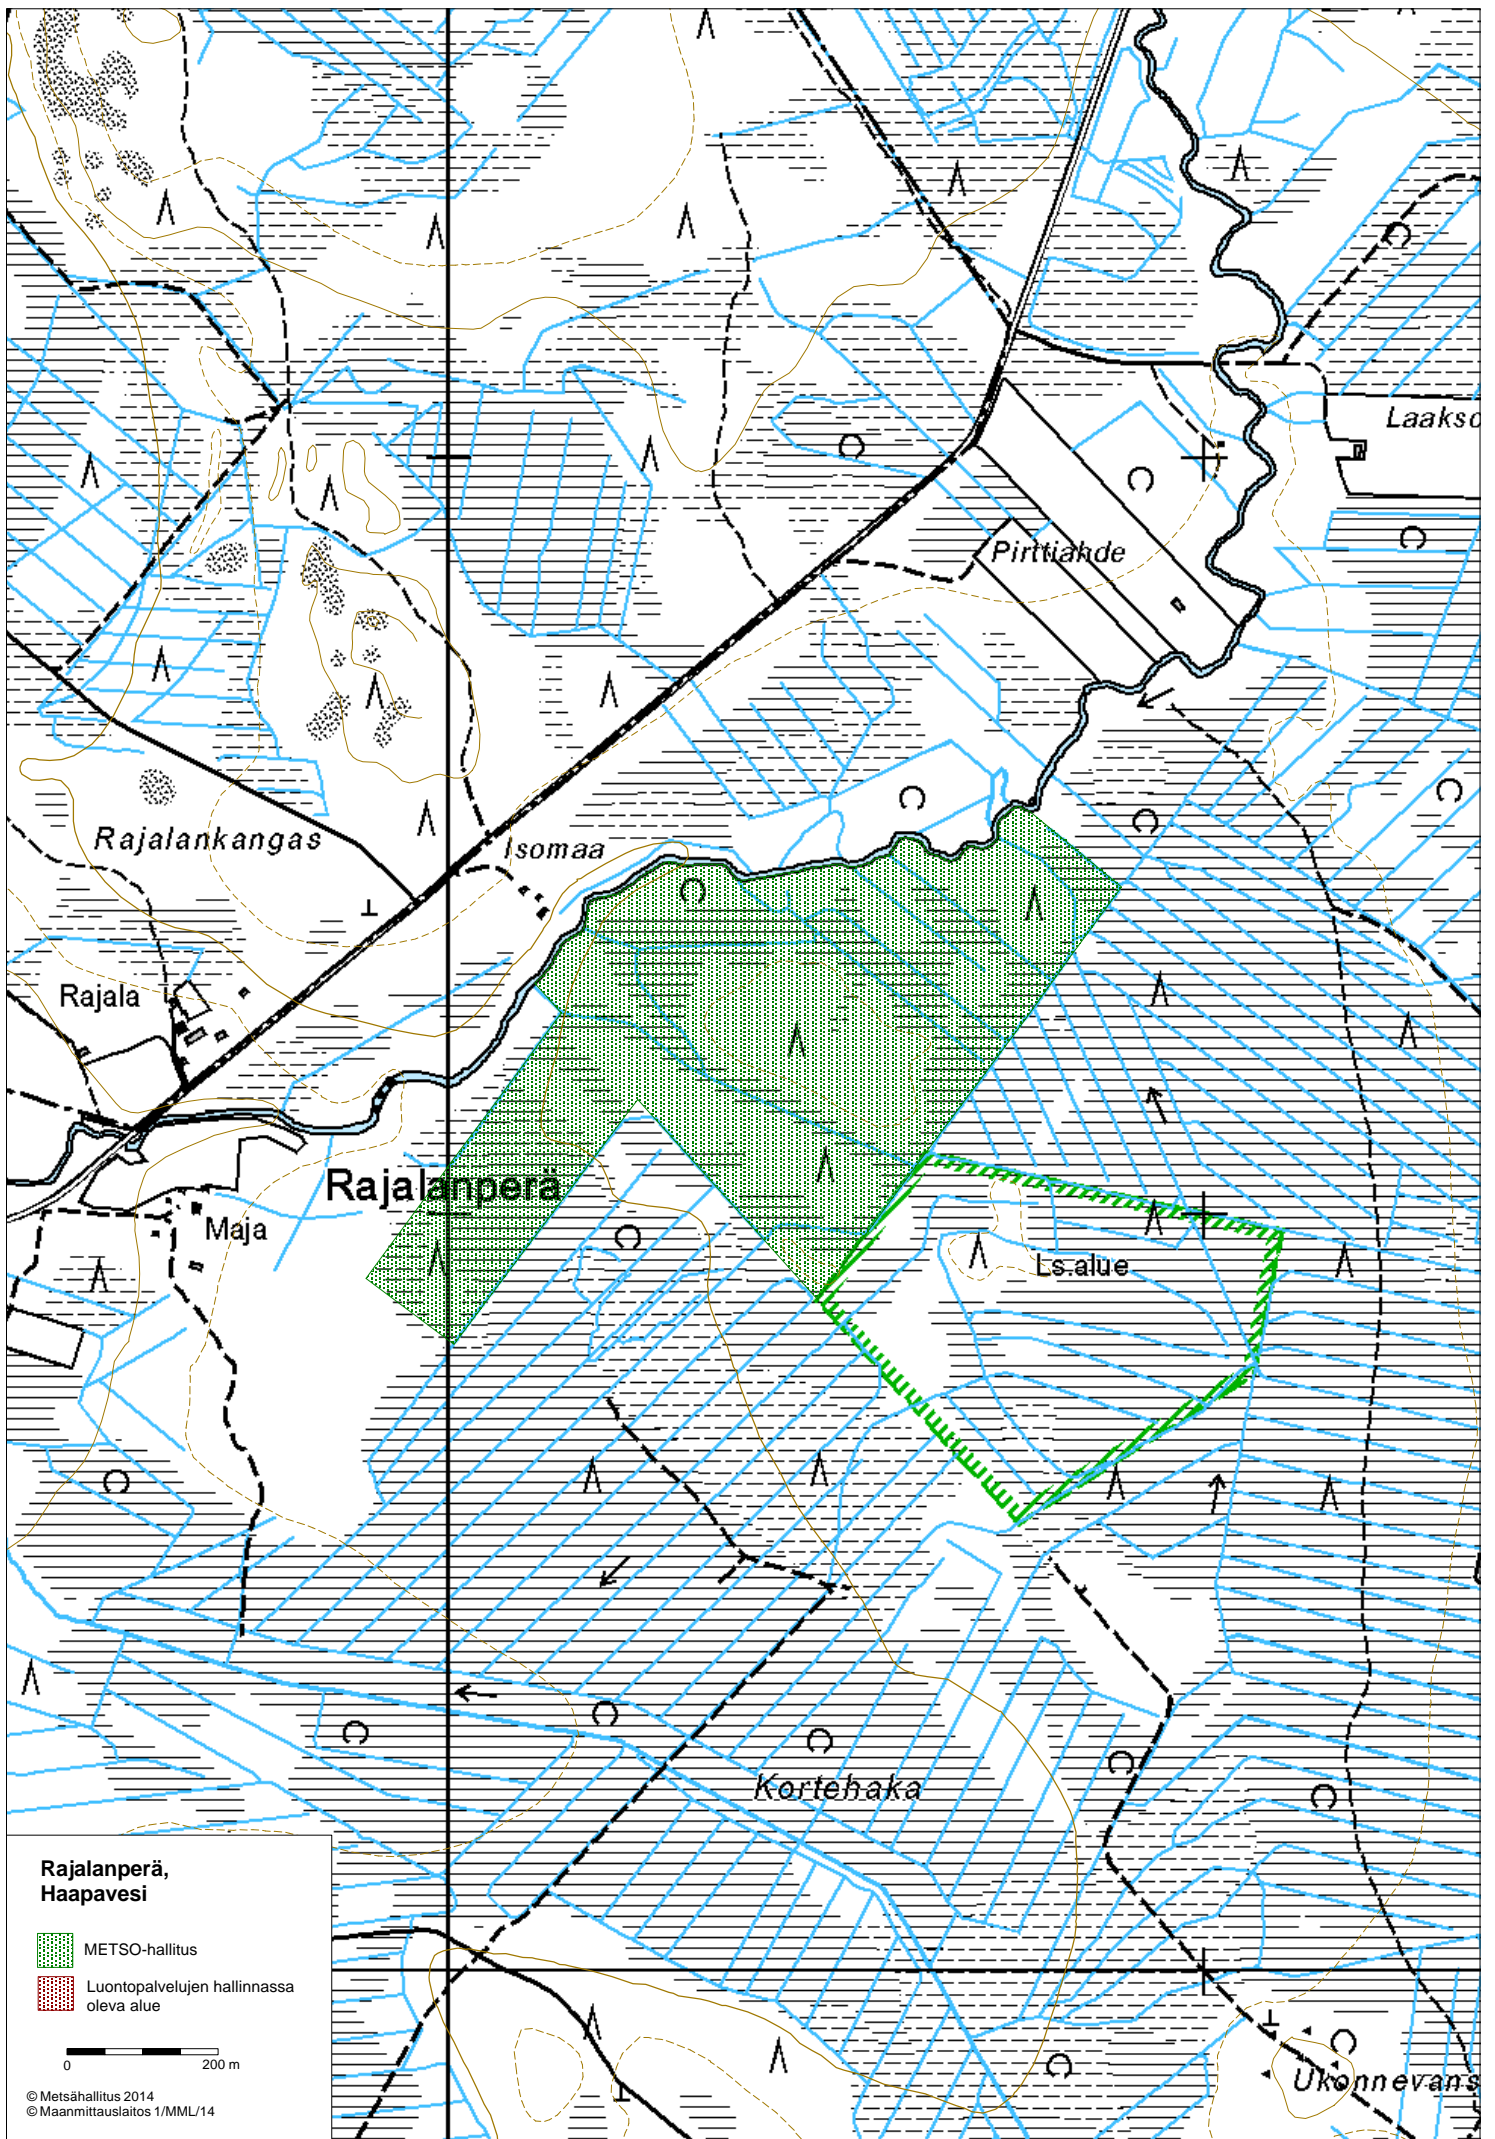 Laakso
Pirttiahde
Rajalankangas
Isomaa
Rajala
Rajalanperä
Maja
Ls.alue
Kortehaka
Rajalanperä,
Haapavesi
METSO-hallitus
Luontopalvelujen hallinnassa
oleva alue
0 200 m
© Metsähallitus 2014
© Maanmittauslaitos 1/MML/14
Ukonnevans